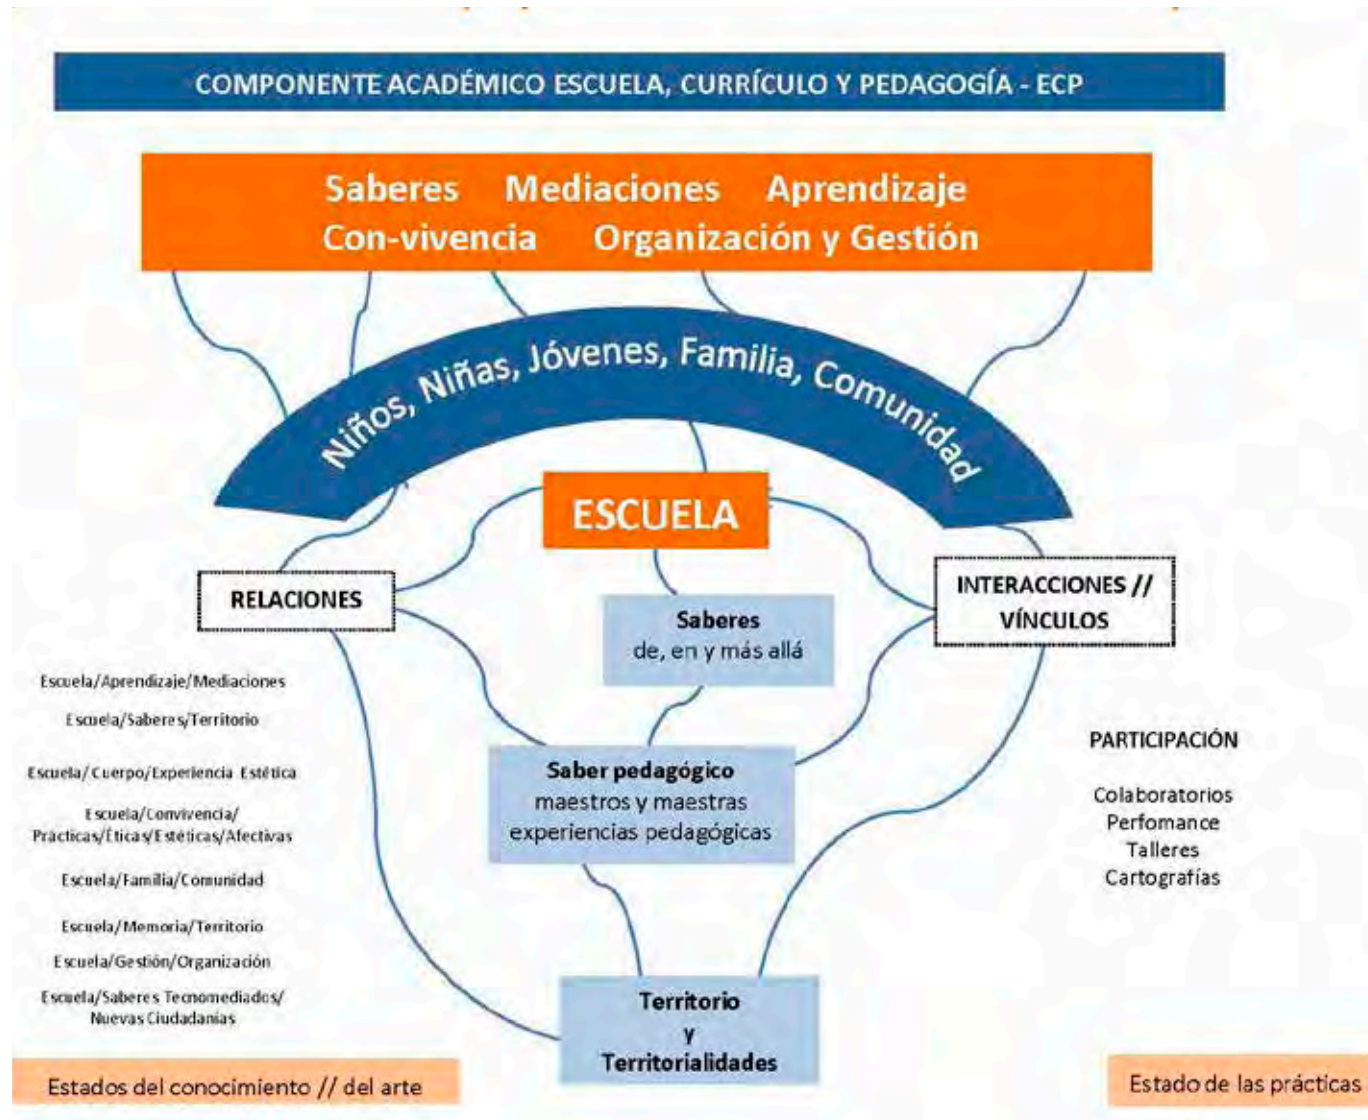 COMPONENTE ACADÉMICO ESCUELA, CURRÍCULO Y PEDAGOGÍA - ECP
Saberes Mediaciones Aprendizaje
Con-vivencia Organización y Gestión
Niños, Niñas, Jóvenes, Familia, Comunidad
ESCUELA
RELACIONES
INTERACCIONES //
VÍNCULOS
Saberes
de, en y más allá
Saber pedagógico
maestros y maestras
experiencias pedagógicas
Territorio
y
Territorialidades
Escuela/Aprendizaje/Mediaciones
Escuela/Saberes/Territorio
Escuela/ Cuerpo/Experiencia Estética
Escuela/Convivencia/
Prácticas/Éticas/Estéticas/Afectivas
Escuela/Familia/Comunidad
Escuela/Memoria/Territorio
Escuela/Gestión/Organización
Escuela/Saberes Tecnomediados/
Nuevas Ciudadanías
PARTICIPACIÓN
Colaboratorios
Perfomance
Talleres
Cartografías
Estados del conocimiento // del arte
Estado de las prácticas